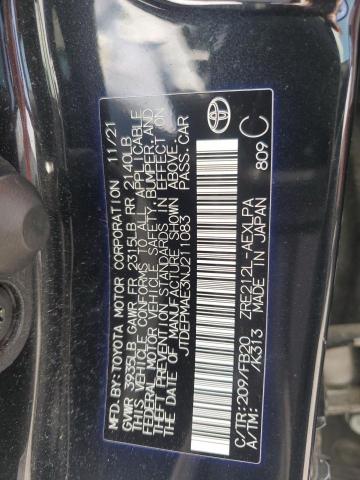 MFD.BY:TOYOTA MOTOR CORPORATION 11/21
GVWR 3935LB GAWR FR 2315LB RR 2140LB
THIS VEHICLE CONFORMS TO ALL APPLICABLE
FEDERAL MOTOR VEHICLE SAFETY, BUMPER, AND
THEFT PREVENTION STANDARDS IN EFFECT ON
THE DATE OF MANUFACTURE SHOWN ABOVE.
JTDEPMAE3NJ211083 PASS.CAR
C/TR:209/FB20 ZRE212L-AEXLPA
A/TM: /K313 MADE IN JAPAN 809 C